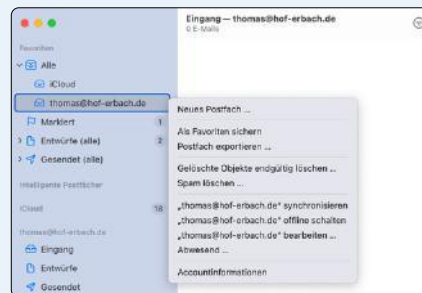 Eingang — thomas@hof-erbach.de
0 E-Mails
Favoriten
Alle
iCloud
thomas@hof-erbach.de
Markiert 1
Entwürfe (alle) 2
Gesendet (alle)
Intelligente Postfächer
iCloud 18
thomas@hof-erbach.de
Eingang
Entwürfe
Gesendet
Neues Postfach ...
Als Favoriten sichern
Postfach exportieren ...
Gelöschte Objekte endgültig löschen ...
Spam löschen ...
„thomas@hof-erbach.de“ synchronisieren
„thomas@hof-erbach.de“ offline schalten
„thomas@hof-erbach.de“ bearbeiten ...
Abwesend ...
Accountinformationen